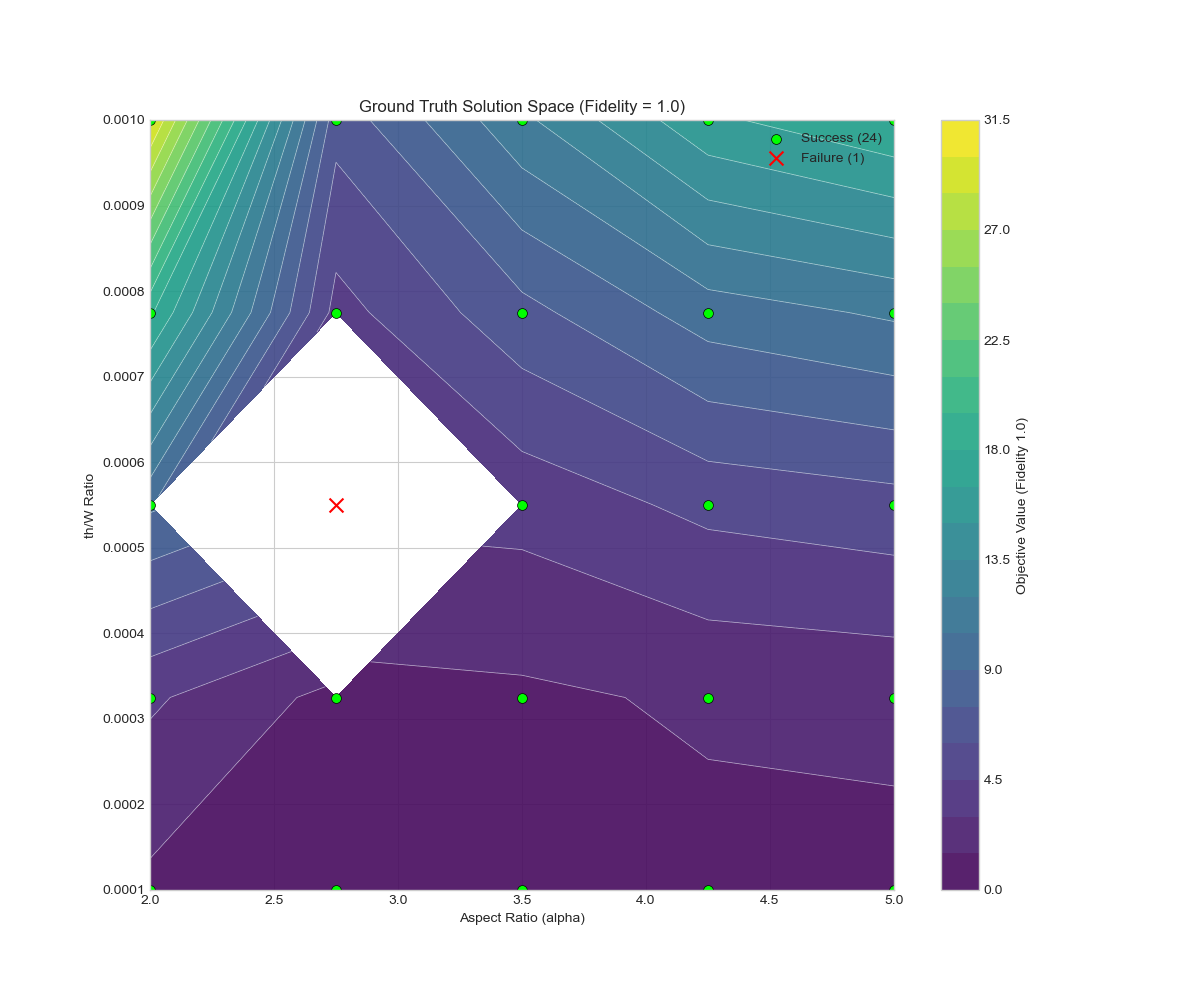 Ground Truth Solution Space (Fidelity = 1.0)
Success (24)
Failure (1)
0.0010
0.0009
0.0008
0.0007
0.0006
0.0005
0.0004
0.0003
0.0002
0.0001
th/W Ratio
2.0 2.5 3.0 3.5 4.0 4.5 5.0
Aspect Ratio (alpha)
31.5
27.0
22.5
18.0
13.5
9.0
4.5
0.0
Objective Value (Fidelity 1.0)